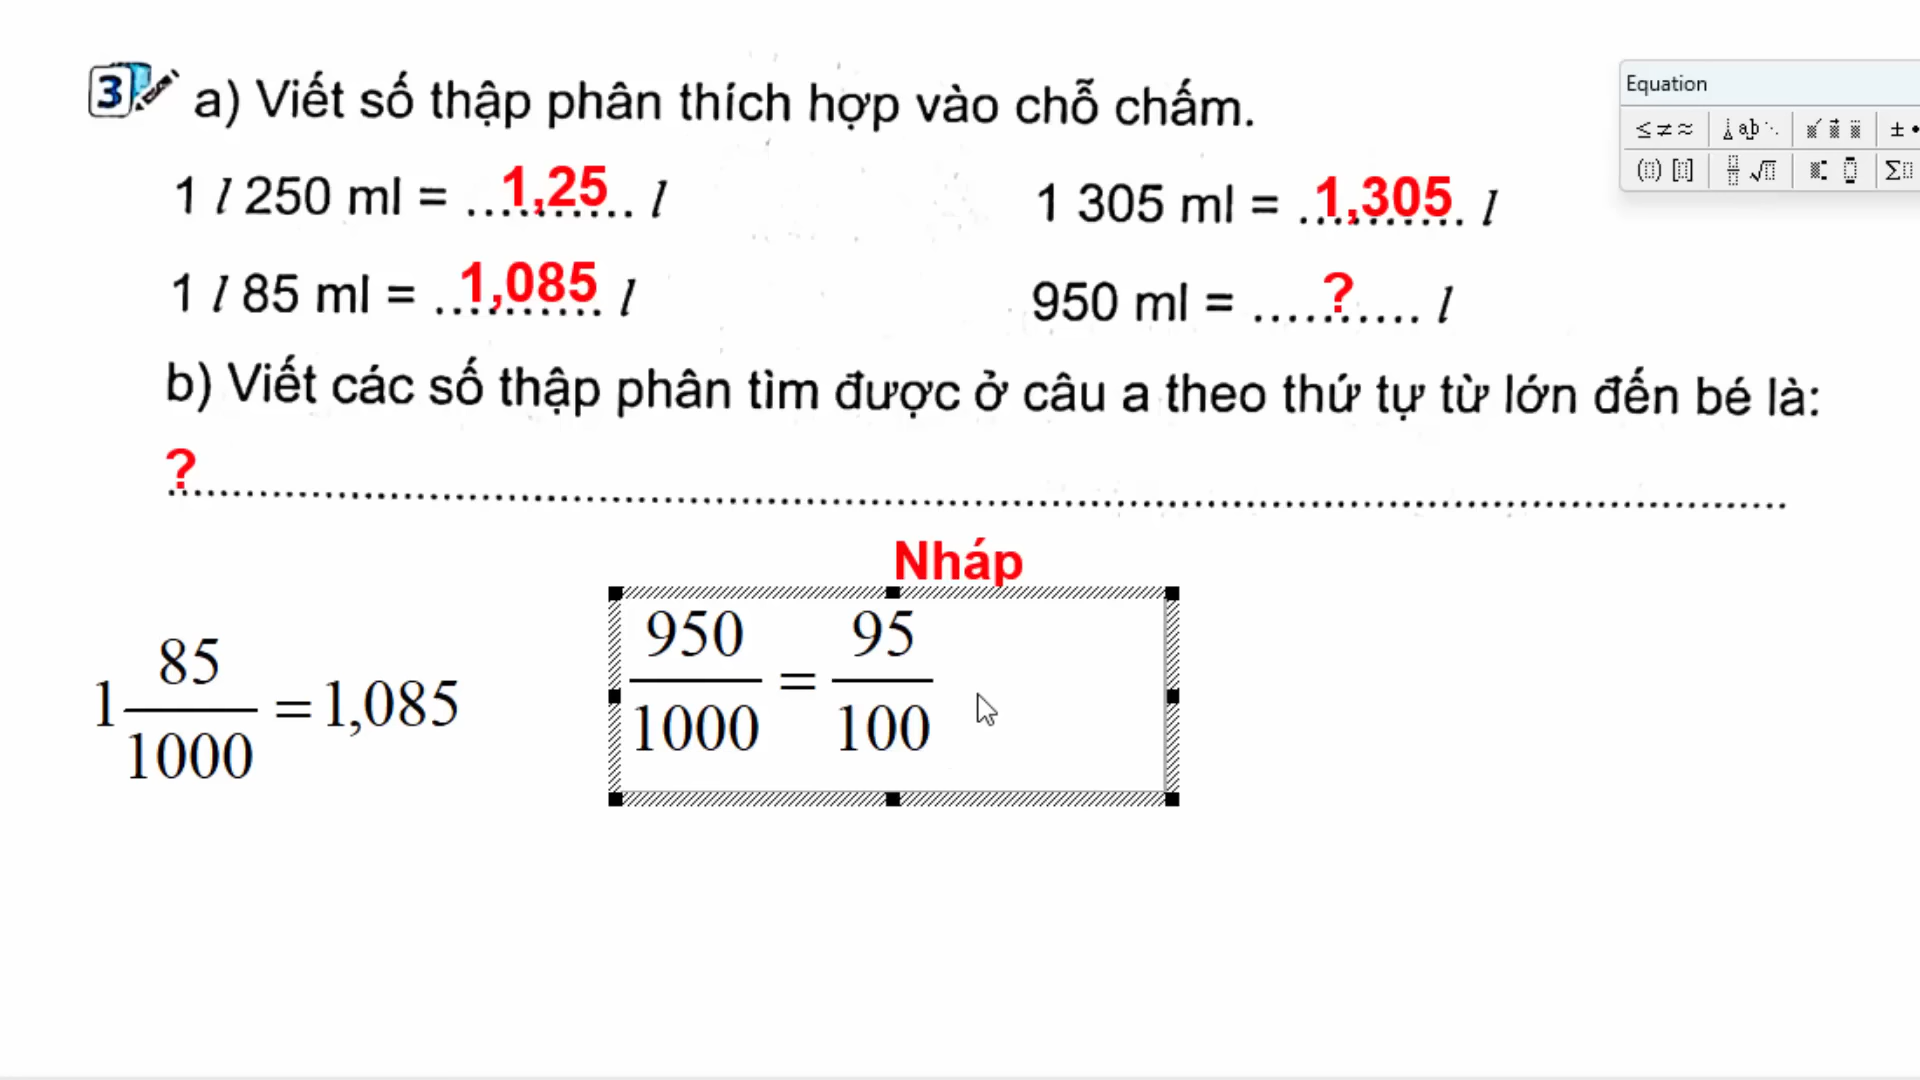 3 a) Viết số thập phân thích hợp vào chỗ chấm.
1 l 250 ml = ....1,25.... l
1 305 ml = ....1,305.... l
1 l 85 ml = ....1,085.... l
950 ml = ....?.... l
b) Viết các số thập phân tìm được ở câu a theo thứ tự từ lớn đến bé là:
?................................................................
Nháp
1 85/1000 = 1,085
950/1000 = 95/100
Equation